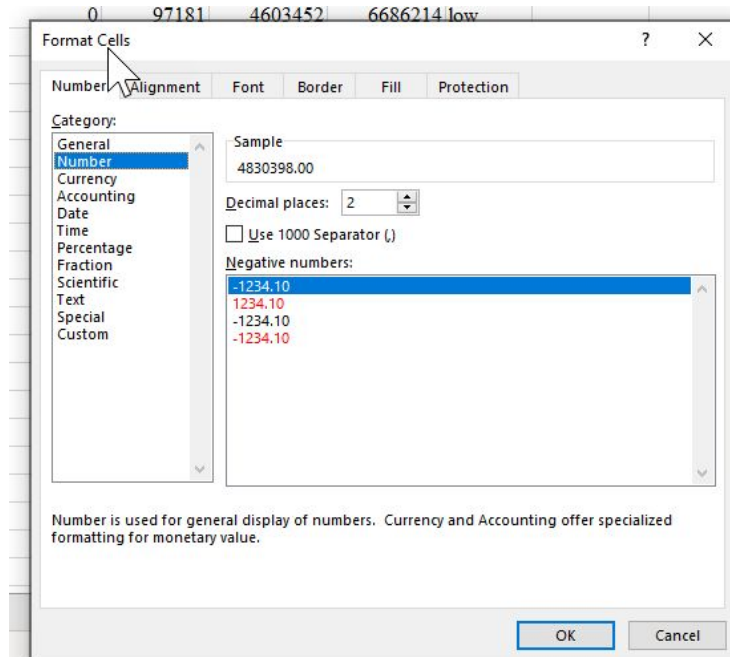 0 97181 4603452 6686214 low
Format Cells ? X
Number Alignment Font Border Fill Protection
Category:
General
Number
Currency
Accounting
Date
Time
Percentage
Fraction
Scientific
Text
Special
Custom
Sample
4830398.00
Decimal places: 2
Use 1000 Separator (,)
Negative numbers:
-1234.10
1234.10
-1234.10
-1234.10
Number is used for general display of numbers. Currency and Accounting offer specialized
formatting for monetary value.
OK Cancel